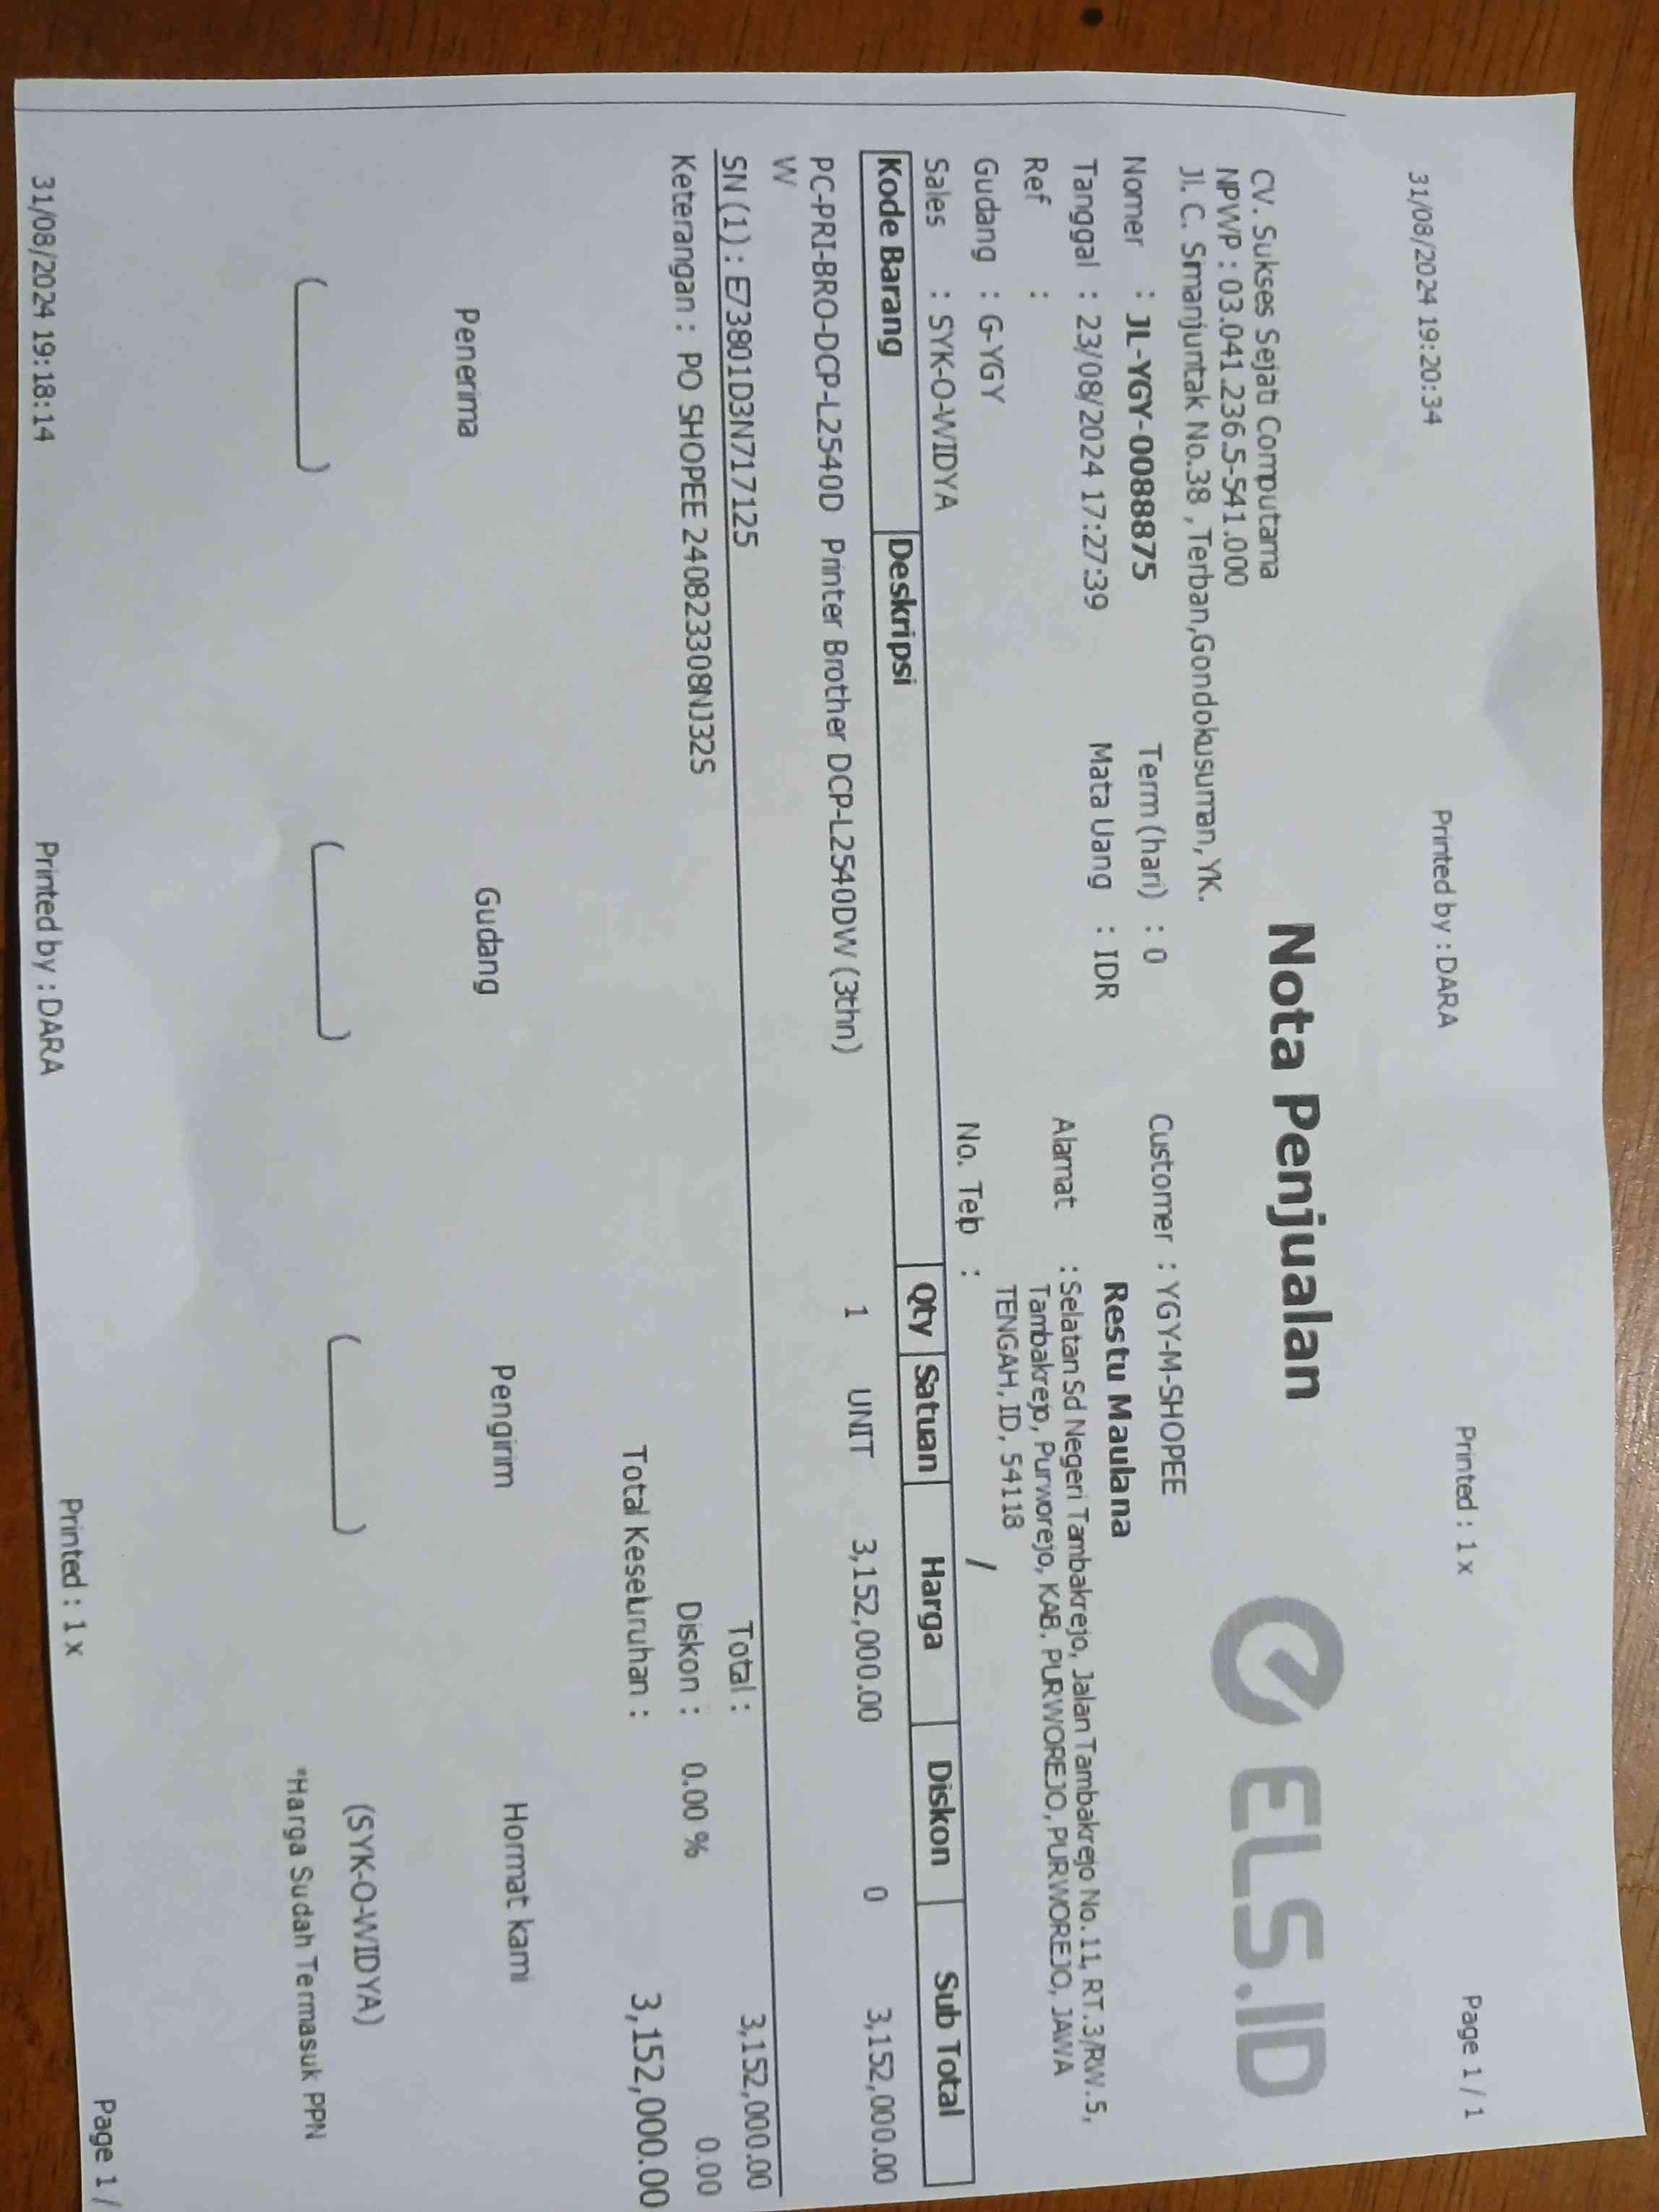 31/08/2024 19:20:34 Printed by : DARA Printed : 1 x Page 1 / 1
CV. Sukses Sejati Computama
NPWP : 03.041.236.5-541.000
Jl. C. Smanjuntak No.38 ,Terban,Gondokusuman, YK.
Nota Penjualan
ELS.ID
Nomer : JL-YGY-0088875 Term (hari) : 0 Customer : YGY-M-SHOPEE
Restu Maulana
Tanggal : 23/08/2024 17:27:39 Mata Uang : IDR
Alamat : Selatan Sd Negeri Tambakrejo, Jalan Tambakrejo No.11, RT.3/RW.5,
Ref :
Tambakrejo, Purworejo, KAB. PURWOREJO, PURWOREJO, JAWA
TENGAH, ID, 54118
Gudang : G-YGY
No. Telp : /
Sales : SYK-O-WIDYA
Kode Barang Deskripsi Qty Satuan Harga Diskon Sub Total
PC-PRI-BRO-DCP-L2540D Printer Brother DCP-L2540DW (3thn) 1 UNIT 3,152,000.00 0 3,152,000.00
W
SN (1) : E73801D3N717125
Total : 3,152,000.00
Keterangan : PO SHOPEE 240823308NJ32S
Diskon : 0.00 % 0.00
Total Keseluruhan : 3,152,000.00
Penerima Gudang Pengirim Hormat kami
( ) ( ) ( ) (SYK-O-WIDYA)
*Harga Sudah Termasuk PPN
31/08/2024 19:18:14 Printed by : DARA Printed : 1 x Page 1 /